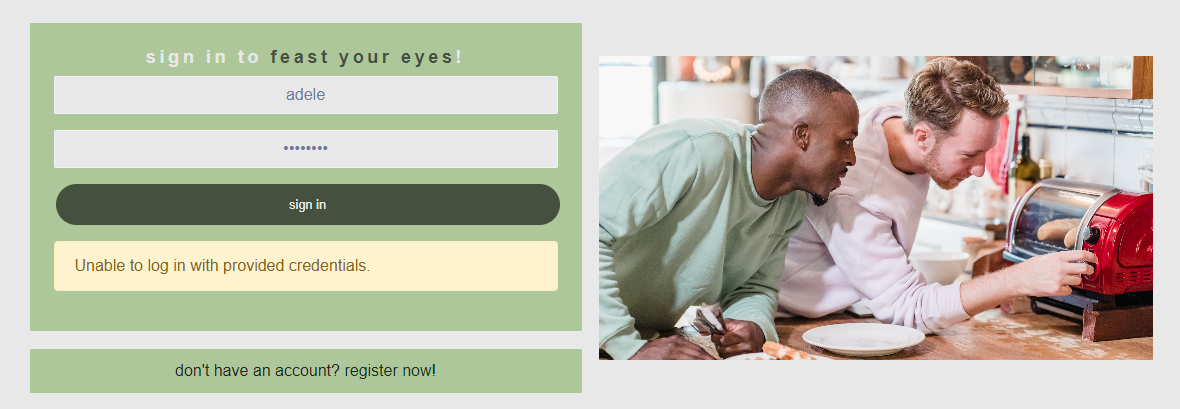 sign in to feast your eyes!
adele
••••••••
sign in
Unable to log in with provided credentials.
don't have an account? register now!